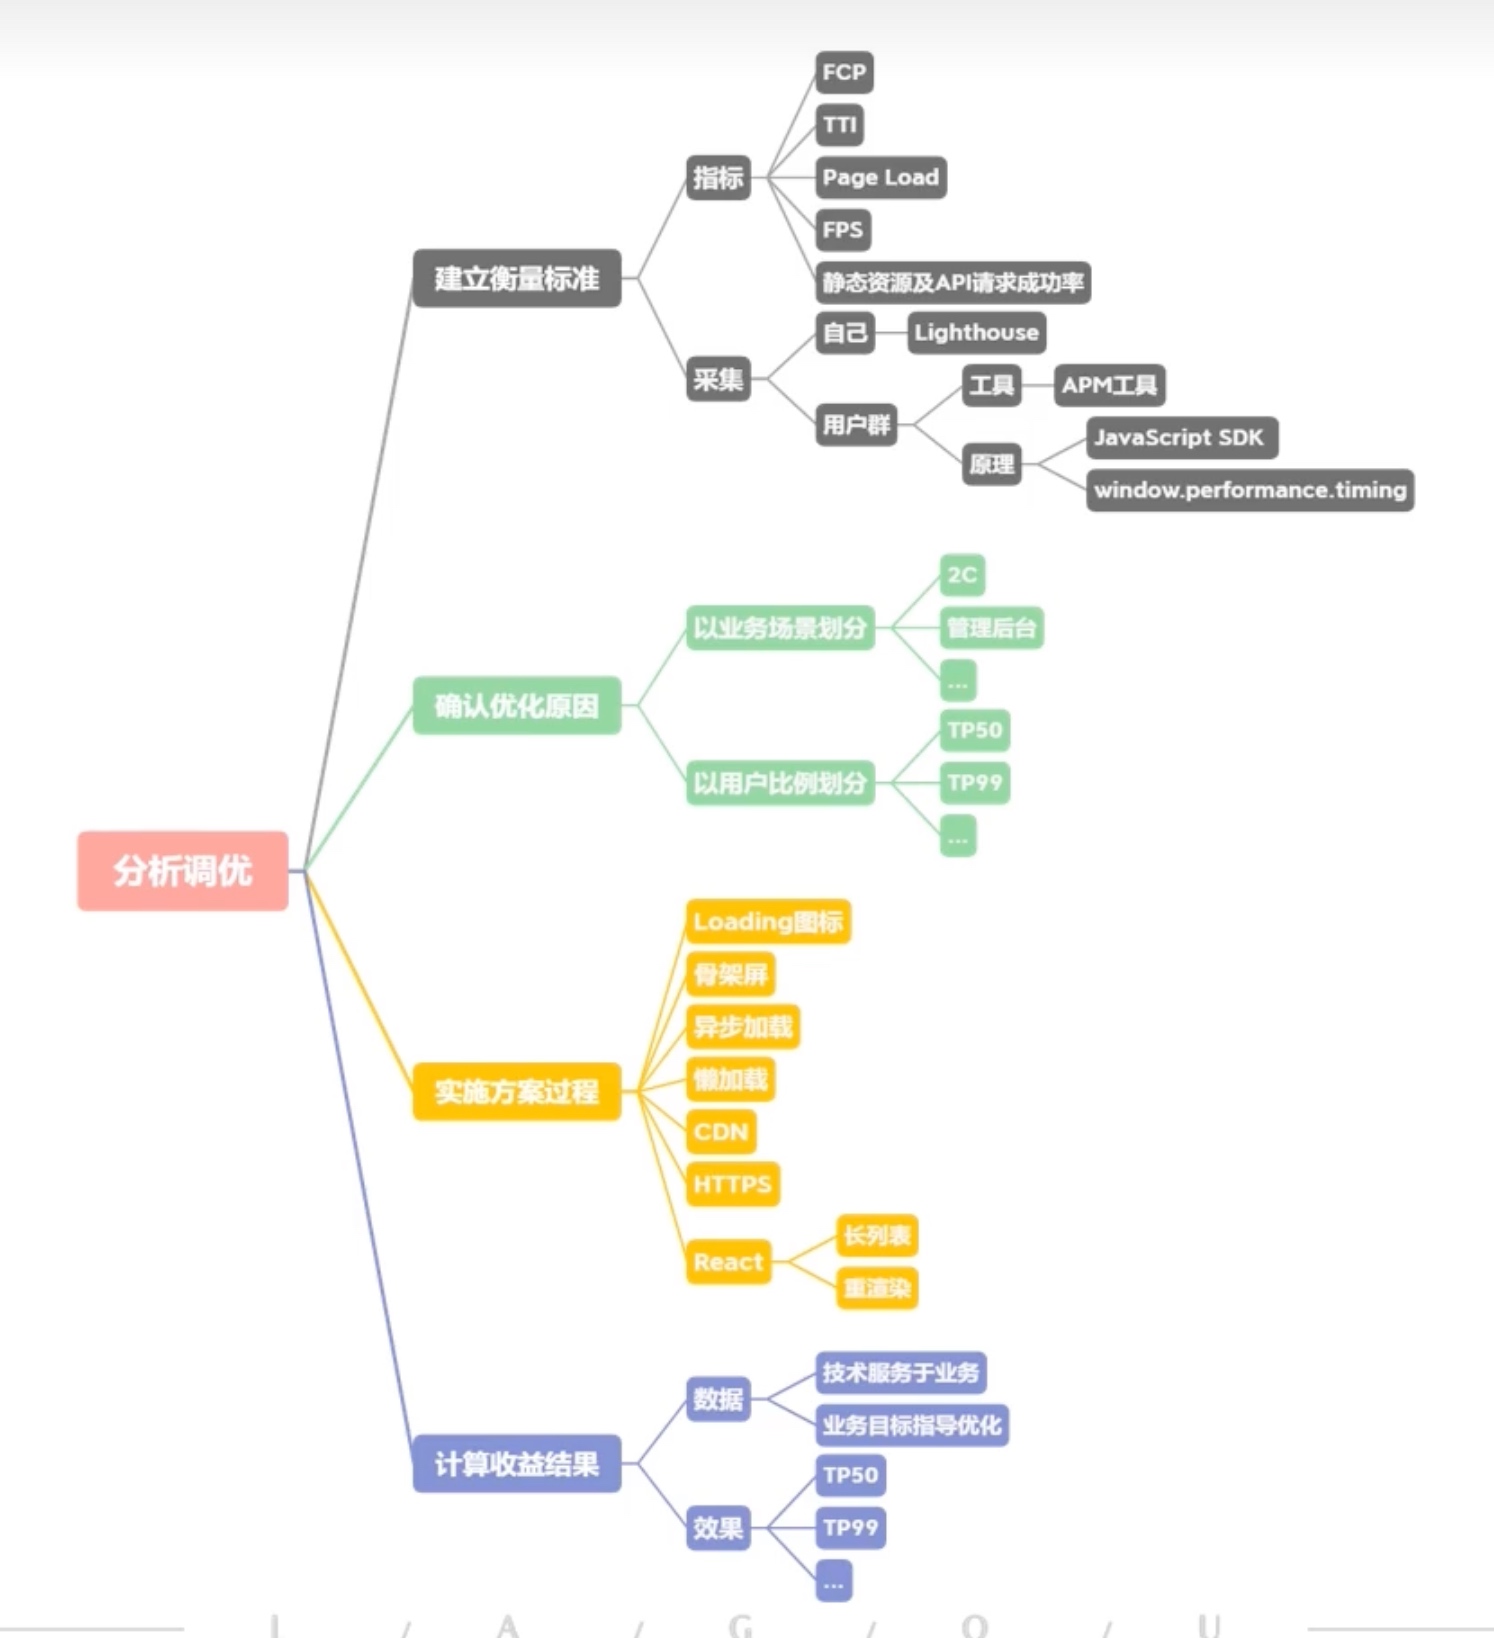 分析调优
建立衡量标准
指标
FCP
TTI
Page Load
FPS
静态资源及API请求成功率
采集
自己
Lighthouse
用户群
工具
APM工具
原理
JavaScript SDK
window.performance.timing
确认优化原因
以业务场景划分
2C
管理后台
...
以用户比例划分
TP50
TP99
...
实施方案过程
Loading图标
骨架屏
异步加载
懒加载
CDN
HTTPS
React
长列表
重渲染
计算收益结果
数据
技术服务于业务
业务目标指导优化
效果
TP50
TP99
...
L / A / G / O / U